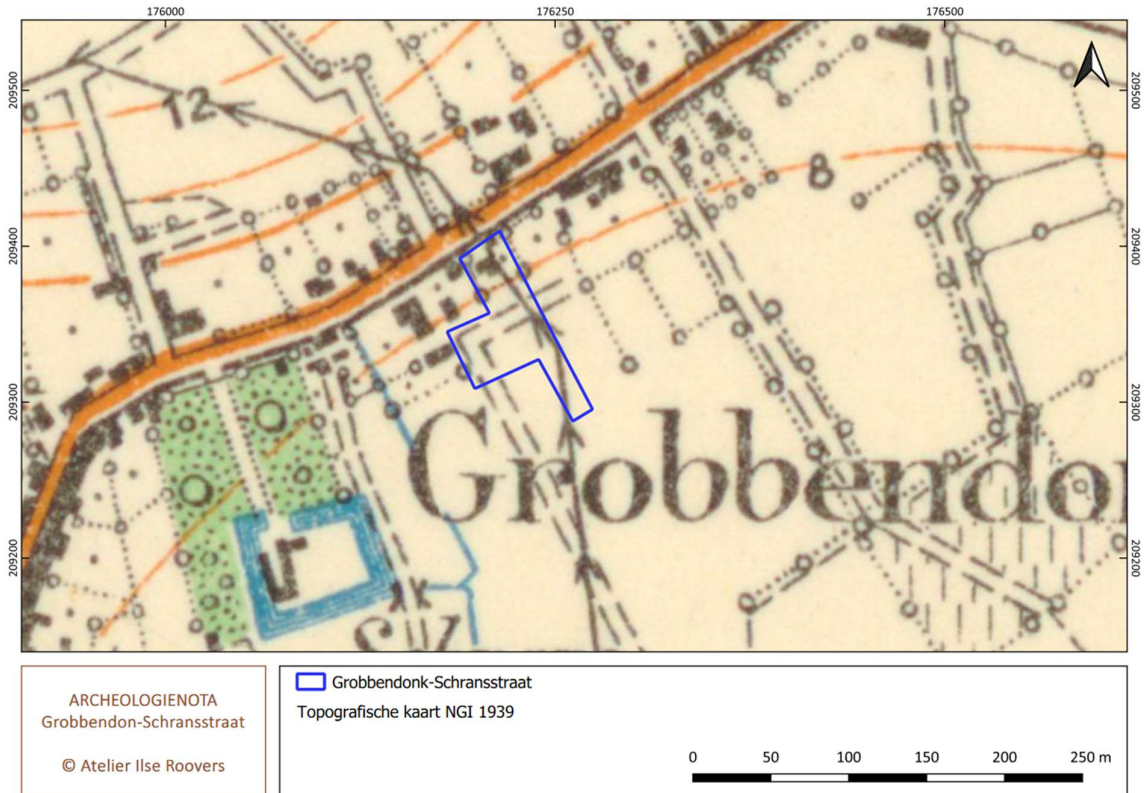 176000
176250
176500
209500
209500
12
8
209400
209400
209300
209300
Grobbendon
209200
209200
ARCHEOLOGIENOTA
Grobbendon-Schransstraat
© Atelier Ilse Roovers
Grobbendonk-Schransstraat
Topografische kaart NGI 1939
0 50 100 150 200 250 m